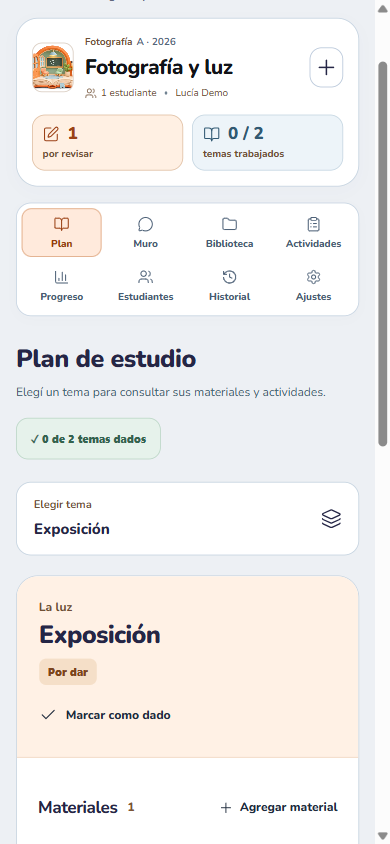 Fotografía A · 2026
Fotografía y luz
1 estudiante • Lucía Demo
1
por revisar
0 / 2
temas trabajados
Plan
Muro
Biblioteca
Actividades
Progreso
Estudiantes
Historial
Ajustes
Plan de estudio
Elegí un tema para consultar sus materiales y actividades.
✓ 0 de 2 temas dados
Elegir tema
Exposición
La luz
Exposición
Por dar
Marcar como dado
Materiales 1
Agregar material